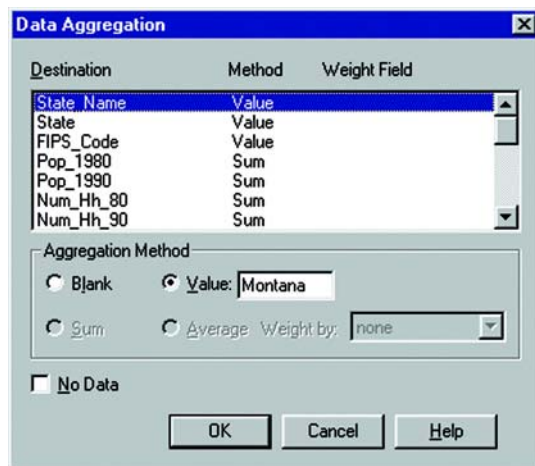 Data Aggregation
Destination Method Weight Field
State_Name Value
State Value
FIPS_Code Value
Pop_1980 Sum
Pop_1990 Sum
Num_Hh_80 Sum
Num_Hh_90 Sum
Aggregation Method
Blank Value: Montana
Sum Average Weight by: none
No Data
OK Cancel Help